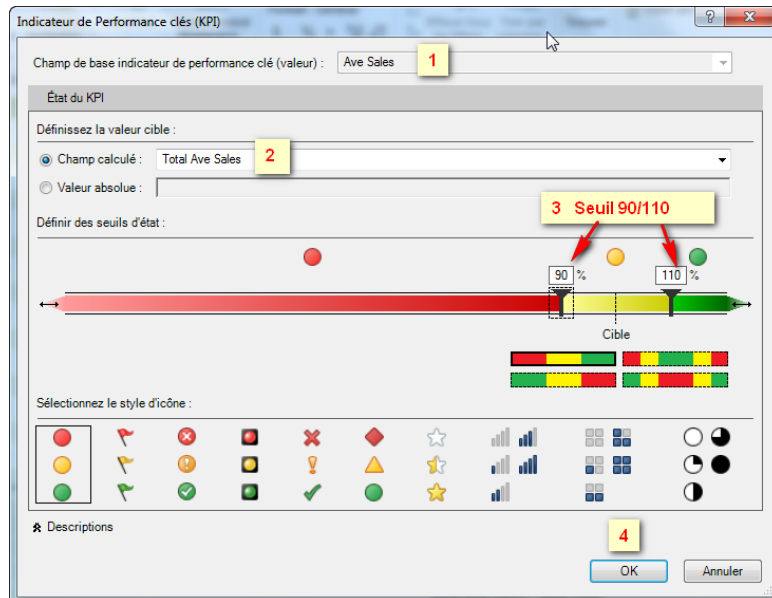 Indicateur de Performance clés (KPI)
Champ de base indicateur de performance clé (valeur) : Ave Sales 1
État du KPI
Définissez la valeur cible :
Champ calculé : Total Ave Sales 2
Valeur absolue :
3 Seuil 90/110
Définir des seuils d'état :
90 % 110 %
Cible
Sélectionnez le style d'icône :
Descriptions
4
OK Annuler